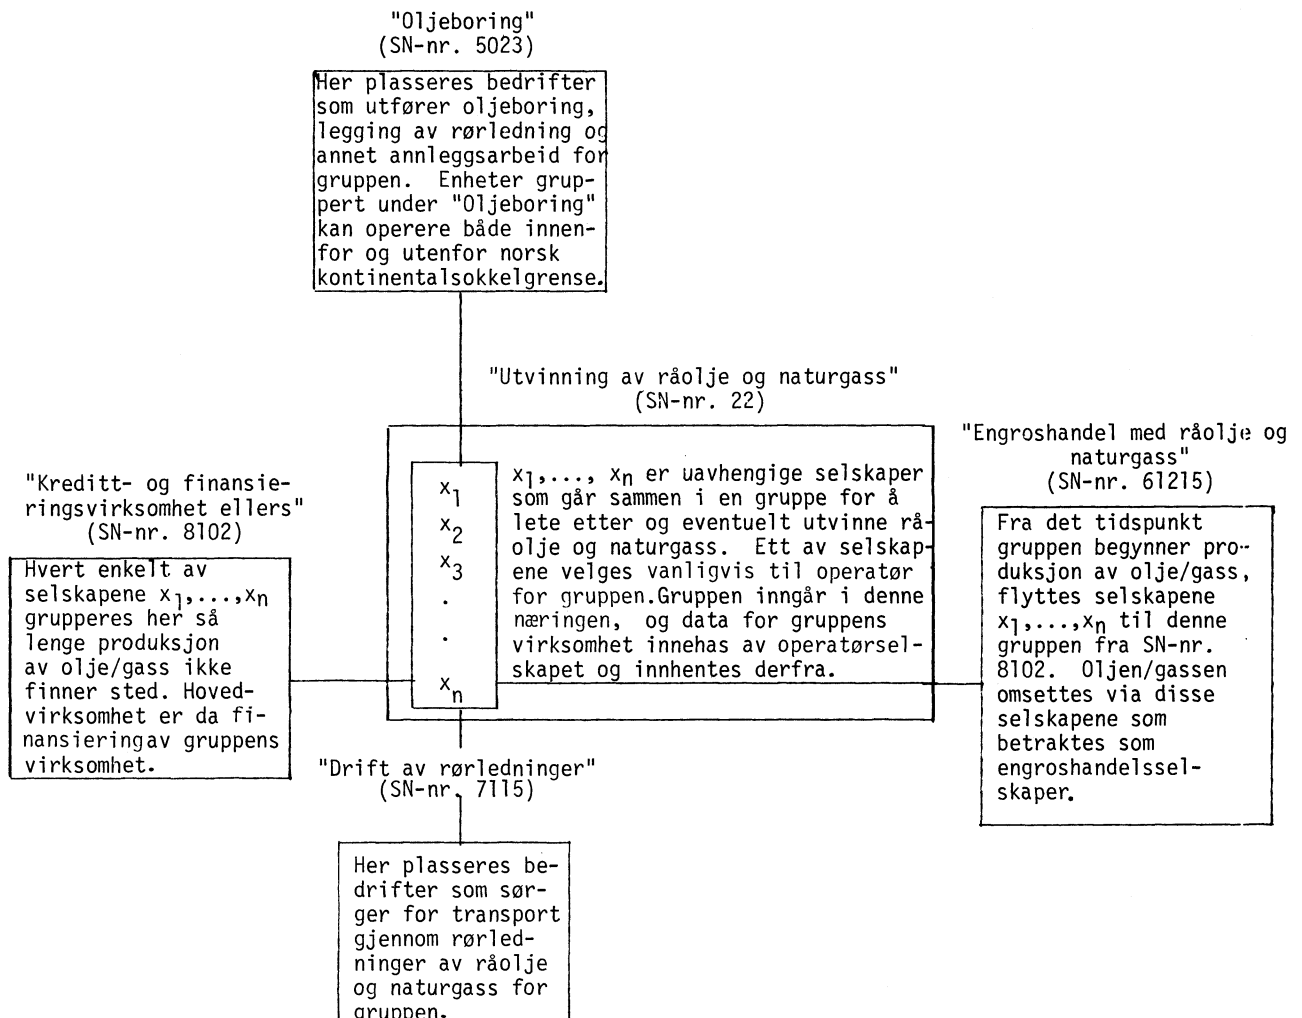 "Oljeboring"
(SN-nr. 5023)
Her plasseres bedrifter
som utfører oljeboring,
legging av rørledning og
annet annleggsarbeid for
gruppen. Enheter grup-
pert under "Oljeboring"
kan operere både innen-
for og utenfor norsk
kontinentalsokkelgrense.
"Utvinning av råolje og naturgass"
(SN-nr. 22)
x1
x2
x3
.
.
xn
x1,..., xn er uavhengige selskaper
som går sammen i en gruppe for å
lete etter og eventuelt utvinne rå-
olje og naturgass. Ett av selskap-
ene velges vanligvis til operatør
for gruppen.Gruppen inngår i denne
næringen, og data for gruppens
virksomhet innehas av operatørsel-
skapet og innhentes derfra.
"Kreditt- og finansie-
ringsvirksomhet ellers"
(SN-nr. 8102)
Hvert enkelt av
selskapene x1,...,xn
grupperes her så
lenge produksjon
av olje/gass ikke
finner sted. Hoved-
virksomhet er da fi-
nansieringav gruppens
virksomhet.
"Engroshandel med råolje og
naturgass"
(SN-nr. 61215)
Fra det tidspunkt
gruppen begynner pro-
duksjon av olje/gass,
flyttes selskapene
x1,...,xn til denne
gruppen fra SN-nr.
8102. Oljen/gassen
omsettes via disse
selskapene som
betraktes som
engroshandelssel-
skaper.
"Drift av rørledninger"
(SN-nr. 7115)
Her plasseres be-
drifter som sør-
ger for transport
gjennom rørled-
ninger av råolje
og naturgass for
gruppen.